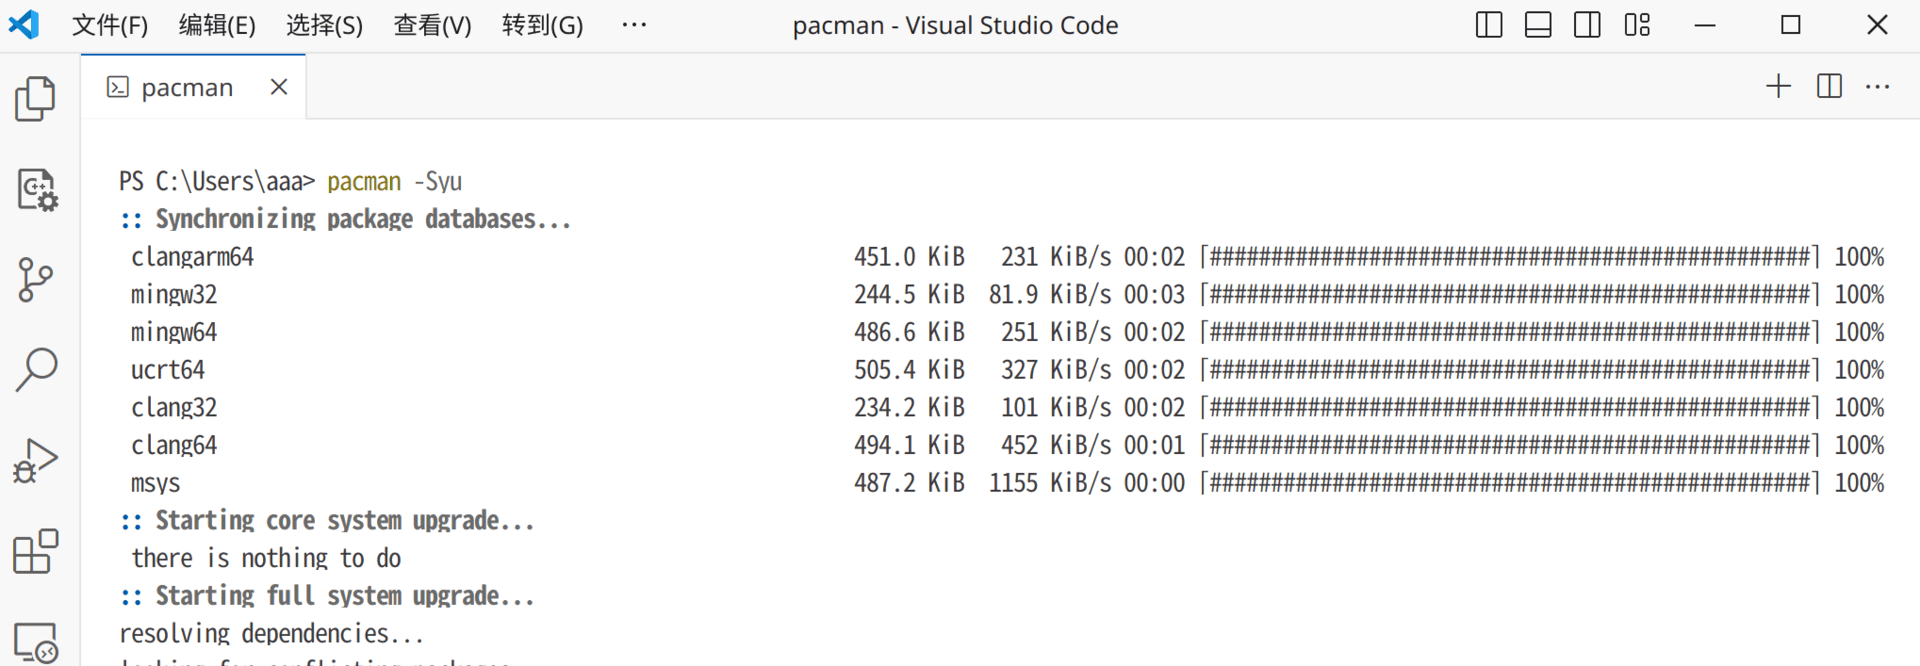 文件(F) 编辑(E) 选择(S) 查看(V) 转到(G) ··· pacman - Visual Studio Code
pacman
PS C:\Users\aaa> pacman -Syu
:: Synchronizing package databases...
clangarm64 451.0 KiB 231 KiB/s 00:02 [#################################################] 100%
mingw32 244.5 KiB 81.9 KiB/s 00:03 [#################################################] 100%
mingw64 486.6 KiB 251 KiB/s 00:02 [#################################################] 100%
ucrt64 505.4 KiB 327 KiB/s 00:02 [#################################################] 100%
clang32 234.2 KiB 101 KiB/s 00:02 [#################################################] 100%
clang64 494.1 KiB 452 KiB/s 00:01 [#################################################] 100%
msys 487.2 KiB 1155 KiB/s 00:00 [#################################################] 100%
:: Starting core system upgrade...
there is nothing to do
:: Starting full system upgrade...
resolving dependencies...
looking for conflicting packages